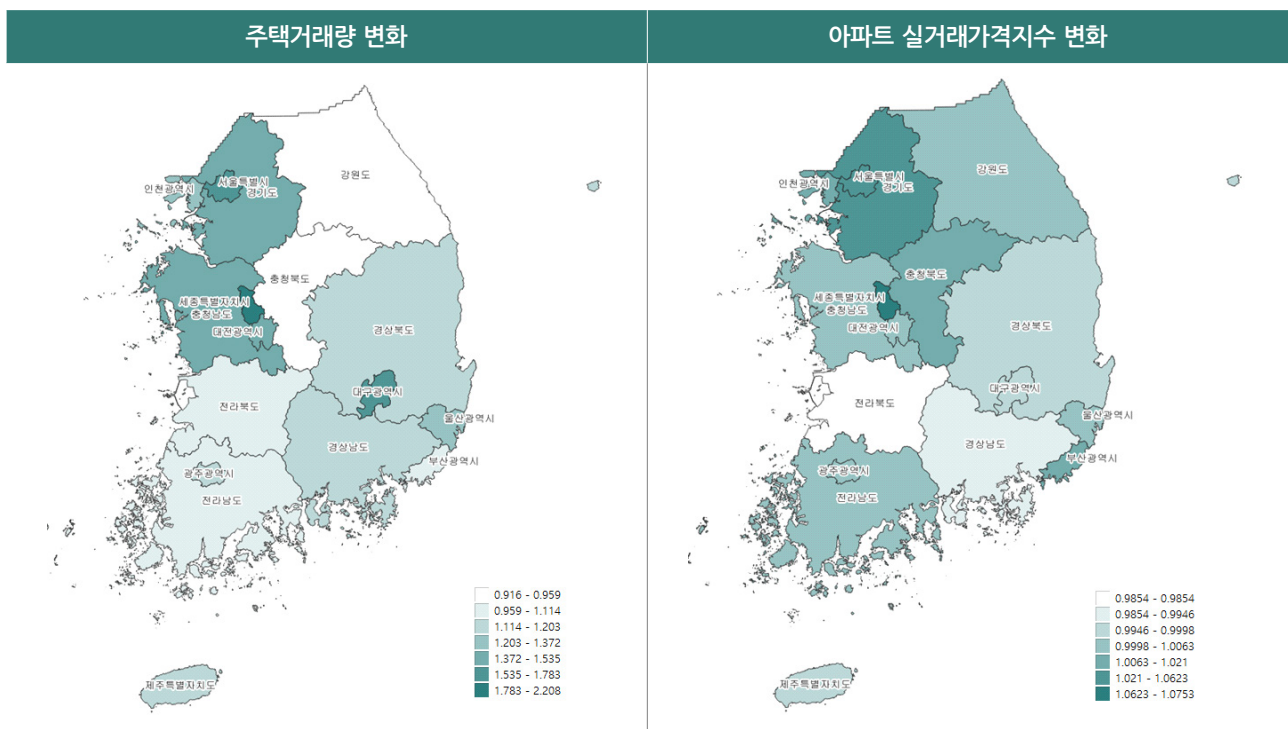 주택거래량 변화
강원도
인천광역시
서울특별시
경기도
충청북도
세종특별자치시
충청남도
대전광역시
경상북도
대구광역시
전라북도
울산광역시
경상남도
부산광역시
광주광역시
전라남도
제주특별자치도
0.916 - 0.959
0.959 - 1.114
1.114 - 1.203
1.203 - 1.372
1.372 - 1.535
1.535 - 1.783
1.783 - 2.208
아파트 실거래가격지수 변화
강원도
인천광역시
서울특별시
경기도
충청북도
세종특별자치시
충청남도
대전광역시
경상북도
대구광역시
전라북도
울산광역시
경상남도
부산광역시
광주광역시
전라남도
제주특별자치도
0.9854 - 0.9854
0.9854 - 0.9946
0.9946 - 0.9998
0.9998 - 1.0063
1.0063 - 1.021
1.021 - 1.0623
1.0623 - 1.0753